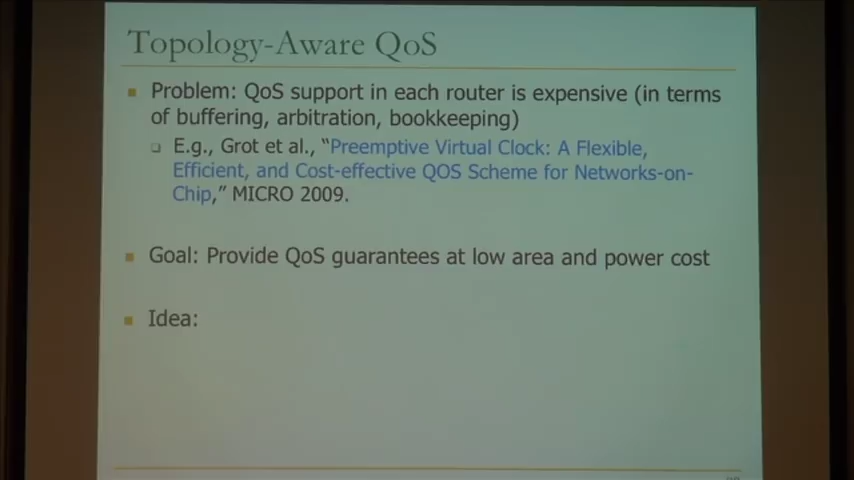 Topology-Aware QoS
Problem: QoS support in each router is expensive (in terms
of buffering, arbitration, bookkeeping)
E.g., Grot et al., “Preemptive Virtual Clock: A Flexible,
Efficient, and Cost-effective QOS Scheme for Networks-on-
Chip,” MICRO 2009.
Goal: Provide QoS guarantees at low area and power cost
Idea: